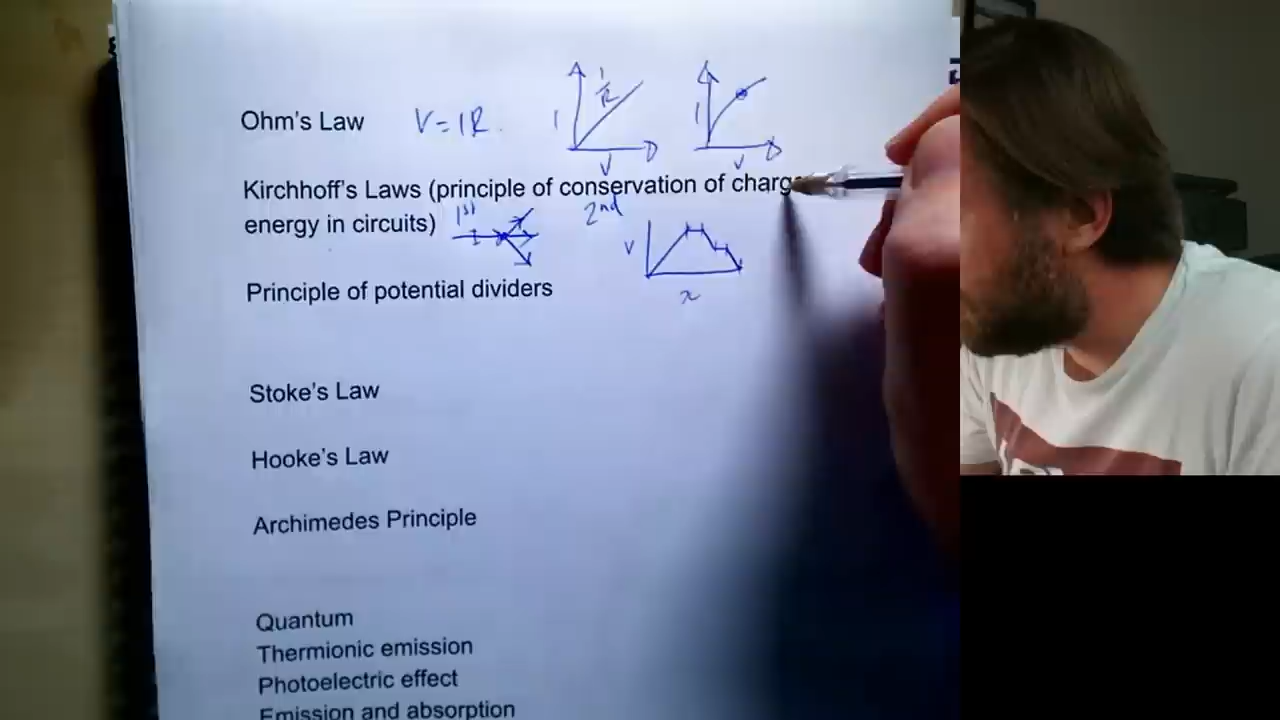 Ohm's Law V=IR
1/R
I
V
I
V
Kirchhoff's Laws (principle of conservation of charg
energy in circuits) 1st 2nd
V
x
Principle of potential dividers
Stoke's Law
Hooke's Law
Archimedes Principle
Quantum
Thermionic emission
Photoelectric effect
Emission and absorption